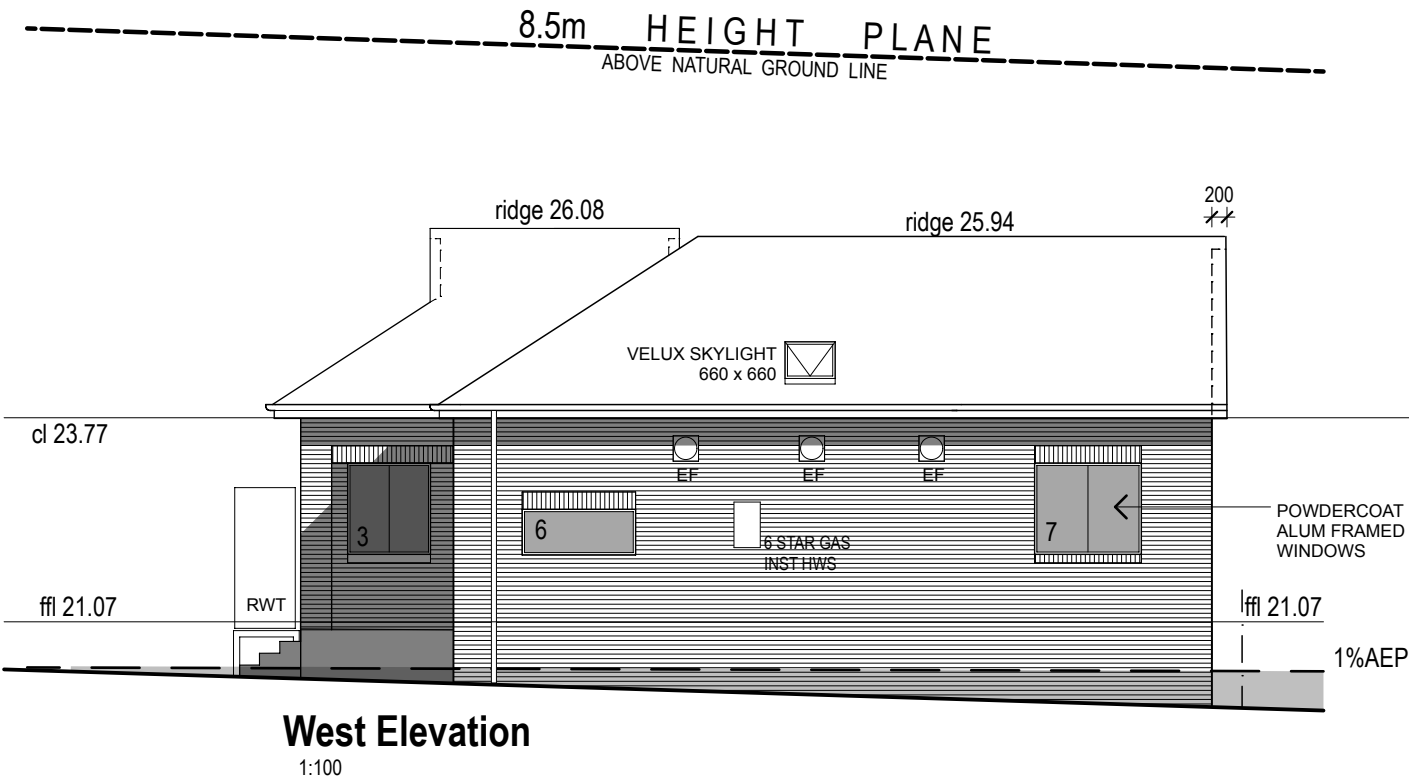 8.5m HEIGHT PLANE
ABOVE NATURAL GROUND LINE
200
ridge 26.08
ridge 25.94
VELUX SKYLIGHT
660 x 660
cl 23.77
EF
EF
EF
3
6
7
6 STAR GAS
INST HWS
POWDERCOAT
ALUM FRAMED
WINDOWS
ffl 21.07
RWT
ffl 21.07
1%AEP
West Elevation
1:100